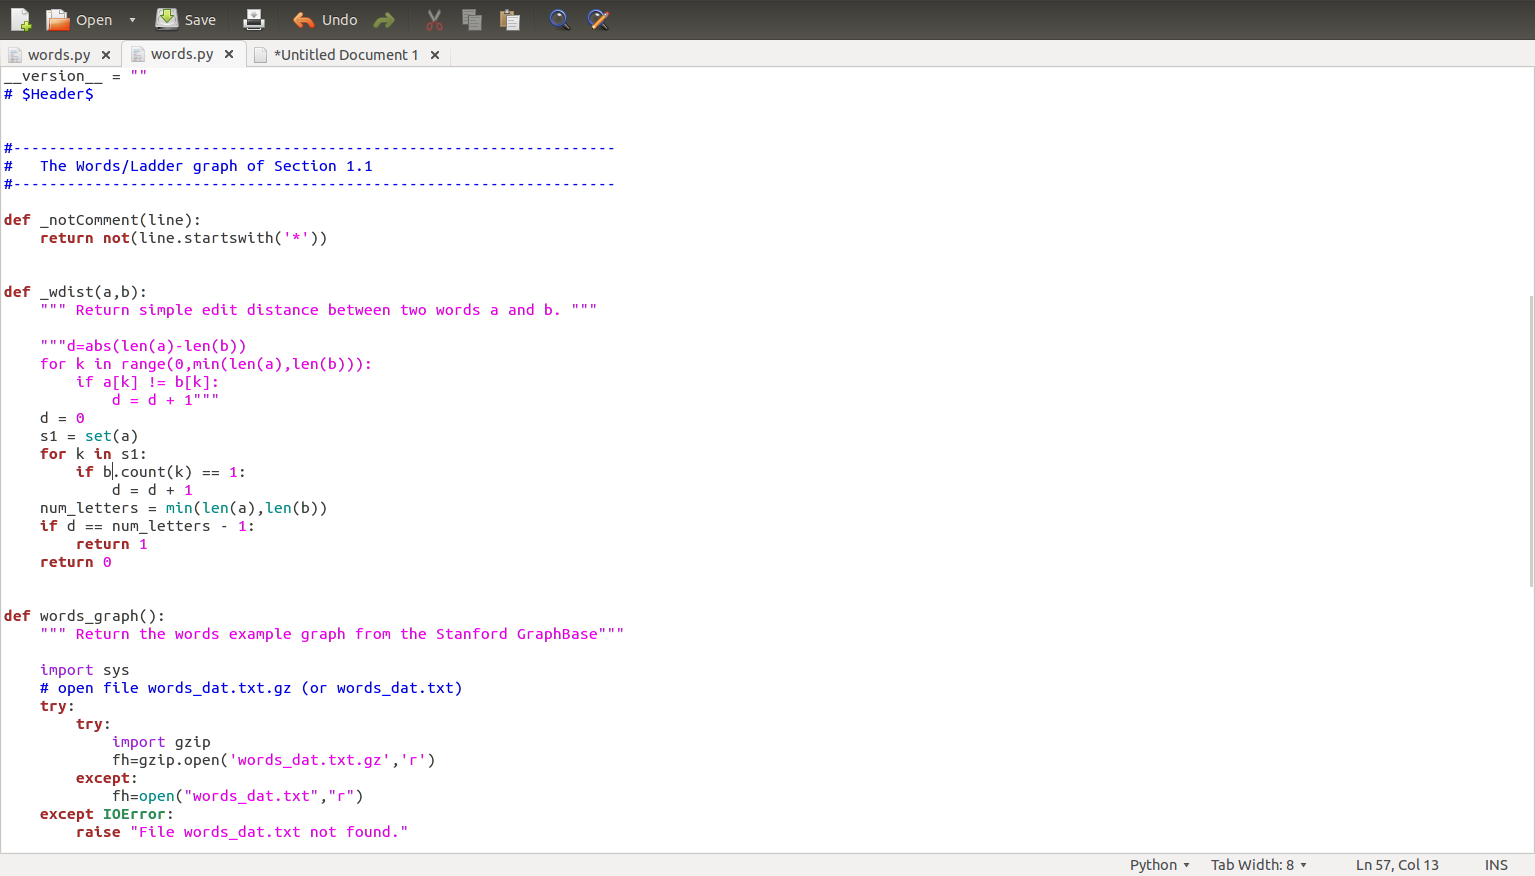 Open Save Undo
words.py × words.py × *Untitled Document 1 ×
__version__ = ""
# $Header$
#-------------------------------------------------------------------
#   The Words/Ladder graph of Section 1.1
#-------------------------------------------------------------------
def _notComment(line):
    return not(line.startswith('*'))
def _wdist(a,b):
    """ Return simple edit distance between two words a and b. """
    """d=abs(len(a)-len(b))
    for k in range(0,min(len(a),len(b))):
        if a[k] != b[k]:
            d = d + 1"""
    d = 0
    s1 = set(a)
    for k in s1:
        if b.count(k) == 1:
            d = d + 1
    num_letters = min(len(a),len(b))
    if d == num_letters - 1:
        return 1
    return 0
def words_graph():
    """ Return the words example graph from the Stanford GraphBase"""
    import sys
    # open file words_dat.txt.gz (or words_dat.txt)
    try:
        try:
            import gzip
            fh=gzip.open('words_dat.txt.gz','r')
        except:
            fh=open("words_dat.txt","r")
    except IOError:
        raise "File words_dat.txt not found."
Python Tab Width: 8 Ln 57, Col 13 INS